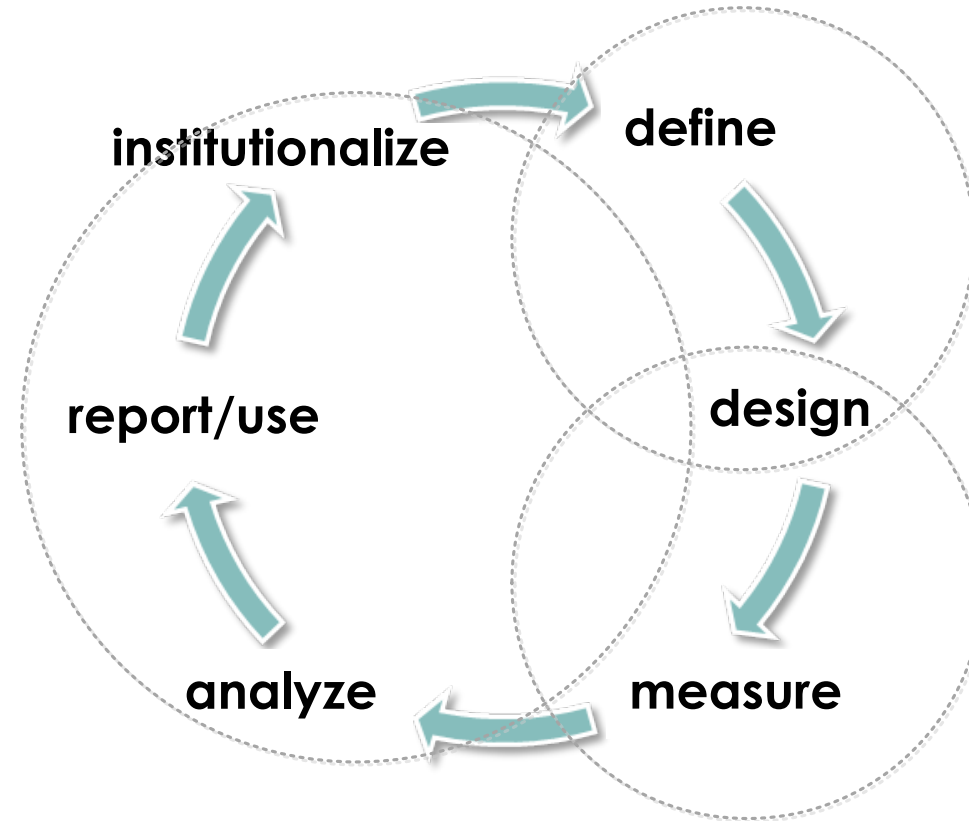 institutionalize
define
report/use
design
analyze
measure